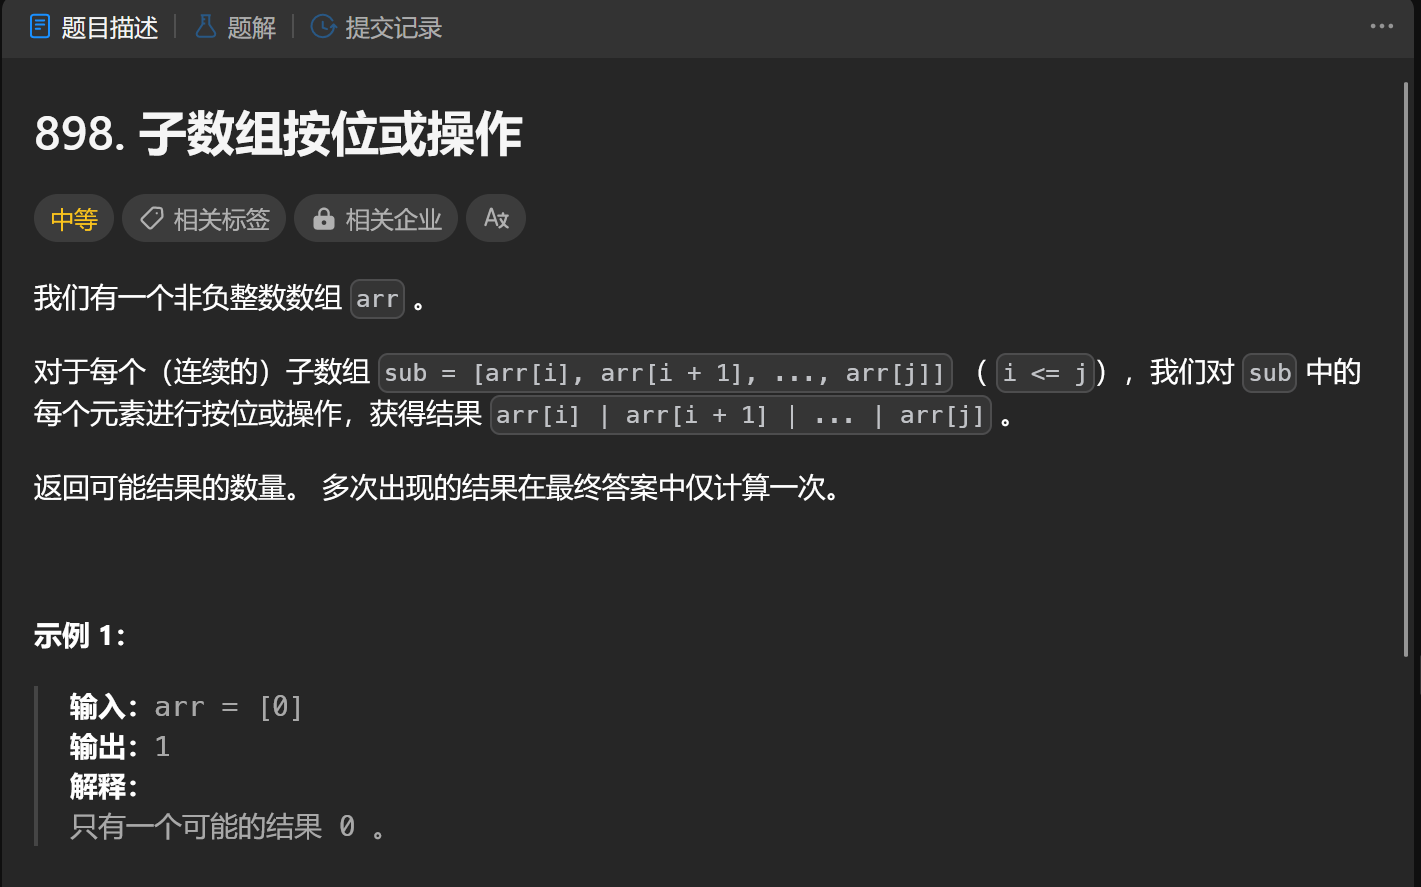 题目描述 题解 提交记录
898. 子数组按位或操作
中等 相关标签 相关企业
我们有一个非负整数数组 arr 。
对于每个（连续的）子数组 sub = [arr[i], arr[i + 1], ..., arr[j]] （ i <= j），我们对 sub 中的
每个元素进行按位或操作，获得结果 arr[i] | arr[i + 1] | ... | arr[j] 。
返回可能结果的数量。 多次出现的结果在最终答案中仅计算一次。
示例 1：
输入：arr = [0]
输出：1
解释：
只有一个可能的结果 0 。